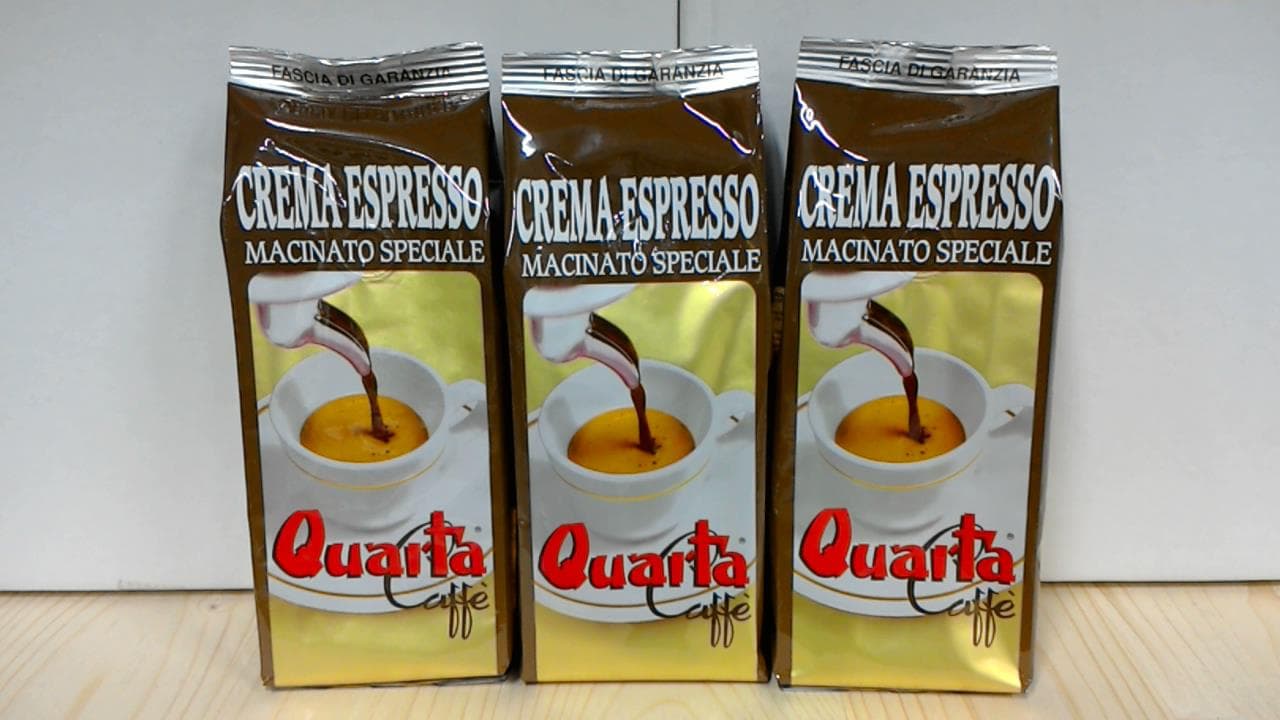 FASCIA DI GARANZIA
CREMA ESPRESSO
MACINATO SPECIALE
Quarta
Caffè
FASCIA DI GARANZIA
CREMA ESPRESSO
MACINATO SPECIALE
Quarta
Caffè
FASCIA DI GARANZIA
CREMA ESPRESSO
MACINATO SPECIALE
Quarta
Caffè